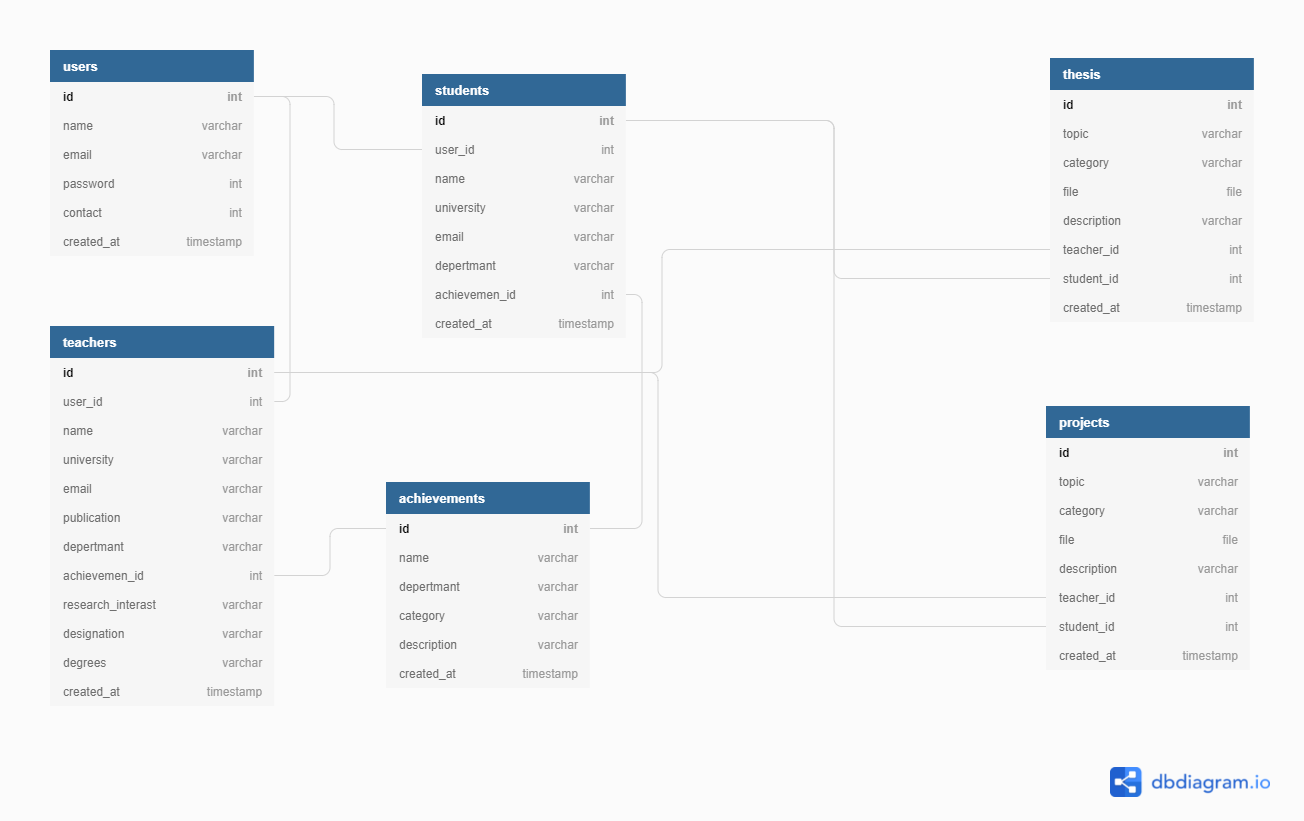 users
id int
name varchar
email varchar
password int
contact int
created_at timestamp
students
id int
user_id int
name varchar
university varchar
email varchar
depertmant varchar
achievemen_id int
created_at timestamp
thesis
id int
topic varchar
category varchar
file file
description varchar
teacher_id int
student_id int
created_at timestamp
teachers
id int
user_id int
name varchar
university varchar
email varchar
publication varchar
depertmant varchar
achievemen_id int
research_interast varchar
designation varchar
degrees varchar
created_at timestamp
achievements
id int
name varchar
depertmant varchar
category varchar
description varchar
created_at timestamp
projects
id int
topic varchar
category varchar
file file
description varchar
teacher_id int
student_id int
created_at timestamp
dbdiagram.io